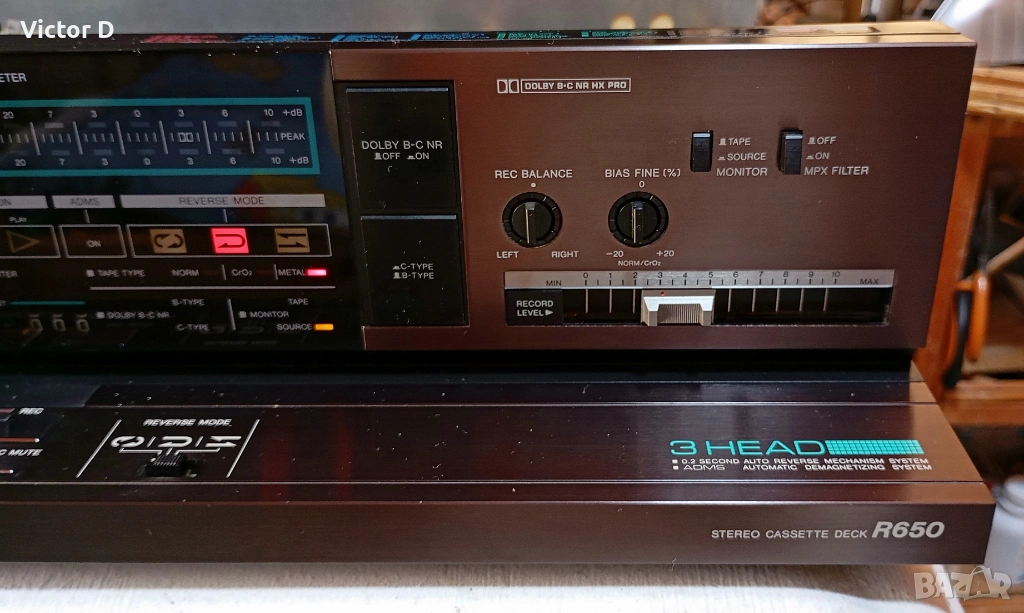 Victor D
ETER
20 7 3 0 3 6 10 +dB
PEAK
20 7 3 0 3 6 10 +dB
DOLBY B•C NR HX PRO
DOLBY B-C NR
OFF ON
TAPE
SOURCE
MONITOR
OFF
ON
MPX FILTER
REC BALANCE
LEFT RIGHT
BIAS FINE (%)
0
-20 +20
NORM/CrO₂
ADMS
REVERSE MODE
PLAY
ON
TAPE TYPE NORM CrO₂ METAL
C-TYPE
B-TYPE
MIN 0 1 2 3 4 5 6 7 8 9 10 MAX
RECORD
LEVEL
B-TYPE TAPE
DOLBY B-C NR MONITOR
C-TYPE SOURCE
000
REC
MUTE
REVERSE MODE
3 HEAD
0.2 SECOND AUTO REVERSE MECHANISM SYSTEM
ADMS AUTOMATIC DEMAGNETIZING SYSTEM
STEREO CASSETTE DECK R650
BAZAR